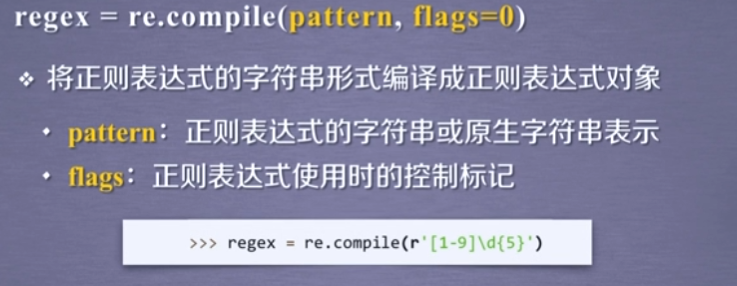 regex = re.compile(pattern, flags=0)
❖ 将正则表达式的字符串形式编译成正则表达式对象
• pattern：正则表达式的字符串或原生字符串表示
• flags：正则表达式使用时的控制标记
>>> regex = re.compile(r'[1-9]\d{5}')